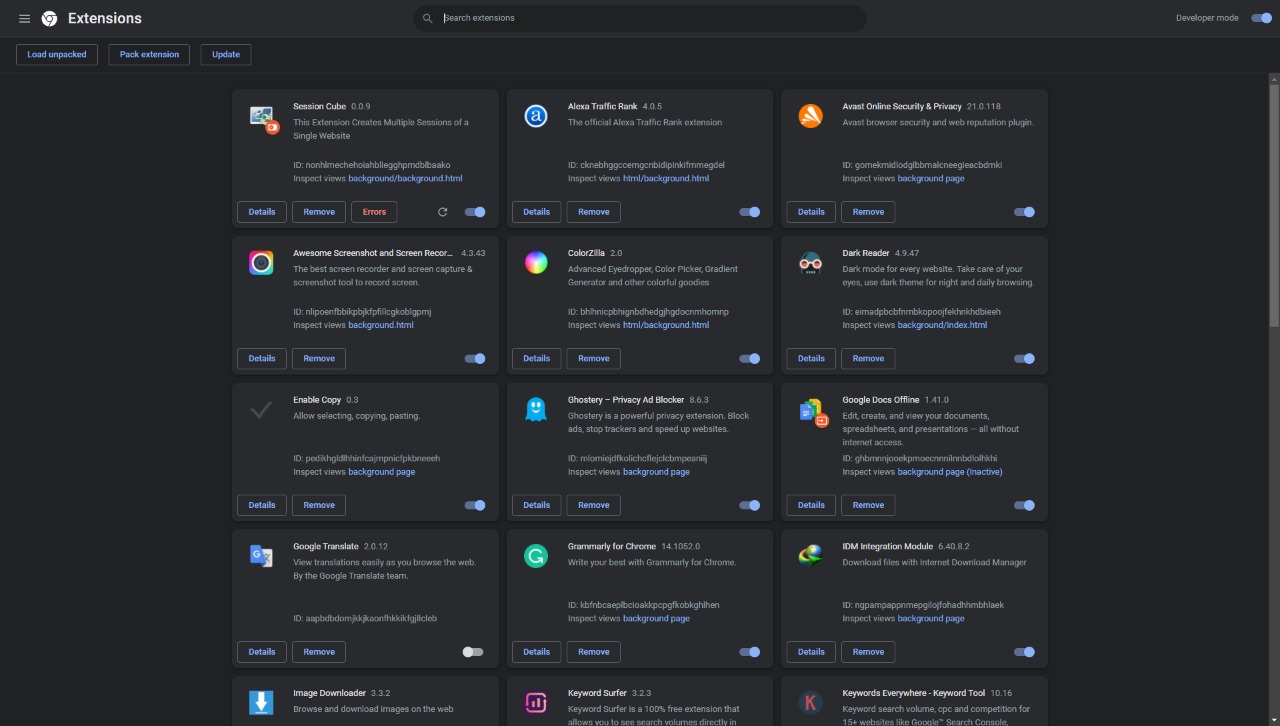 Extensions
Search extensions
Developer mode
Load unpacked
Pack extension
Update
Session Cube 0.0.9
This Extension Creates Multiple Sessions of a
Single Website
ID: nonhlmechehoiahbliegghpmdblbaako
Inspect views background/background.html
Details
Remove
Errors
Alexa Traffic Rank 4.0.5
The official Alexa Traffic Rank extension
ID: cknebhggccemgcnbidipinkifmmegdel
Inspect views html/background.html
Details
Remove
Avast Online Security & Privacy 21.0.118
Avast browser security and web reputation plugin.
ID: gomekmidlodglbbmalcneegieacbdmki
Inspect views background page
Details
Remove
Awesome Screenshot and Screen Recor... 4.3.43
The best screen recorder and screen capture &
screenshot tool to record screen.
ID: nlipoenfbbikpbjkfpfillcgkoblgpmj
Inspect views background.html
Details
Remove
ColorZilla 2.0
Advanced Eyedropper, Color Picker, Gradient
Generator and other colorful goodies
ID: bhlhnicpbhignbdhedgjhgdocnmhomnp
Inspect views html/background.html
Details
Remove
Dark Reader 4.9.47
Dark mode for every website. Take care of your
eyes, use dark theme for night and daily browsing.
ID: eimadpbcbfnmbkopoojfekhnkhdbieeh
Inspect views background/index.html
Details
Remove
Enable Copy 0.3
Allow selecting, copying, pasting.
ID: pedikhgldlhhinfcajmpnicfpkbneeeh
Inspect views background page
Details
Remove
Ghostery – Privacy Ad Blocker 8.6.3
Ghostery is a powerful privacy extension. Block
ads, stop trackers and speed up websites.
ID: mlomiejdfkolichcflejclcbmpeaniij
Inspect views background page
Details
Remove
Google Docs Offline 1.41.0
Edit, create, and view your documents,
spreadsheets, and presentations — all without
internet access.
ID: ghbmnnjooekpmoecnnnilnnbdlolhkhi
Inspect views background page (Inactive)
Details
Remove
Google Translate 2.0.12
View translations easily as you browse the web.
By the Google Translate team.
ID: aapbdbdomjkkjkaonfhkkikfgjllcleb
Details
Remove
Grammarly for Chrome 14.1052.0
Write your best with Grammarly for Chrome.
ID: kbfnbcaeplbcioakkpcpgfkobkghlhen
Inspect views background page
Details
Remove
IDM Integration Module 6.40.8.2
Download files with Internet Download Manager
ID: ngpampappnmepgilojfohadhhmbhlaek
Inspect views background page
Details
Remove
Image Downloader 3.3.2
Browse and download images on the web
Keyword Surfer 3.2.3
Keyword Surfer is a 100% free extension that
allows you to see search volumes directly in
Keywords Everywhere - Keyword Tool 10.16
Keyword search volume, cpc and competition for
15+ websites like Google™ Search Console,